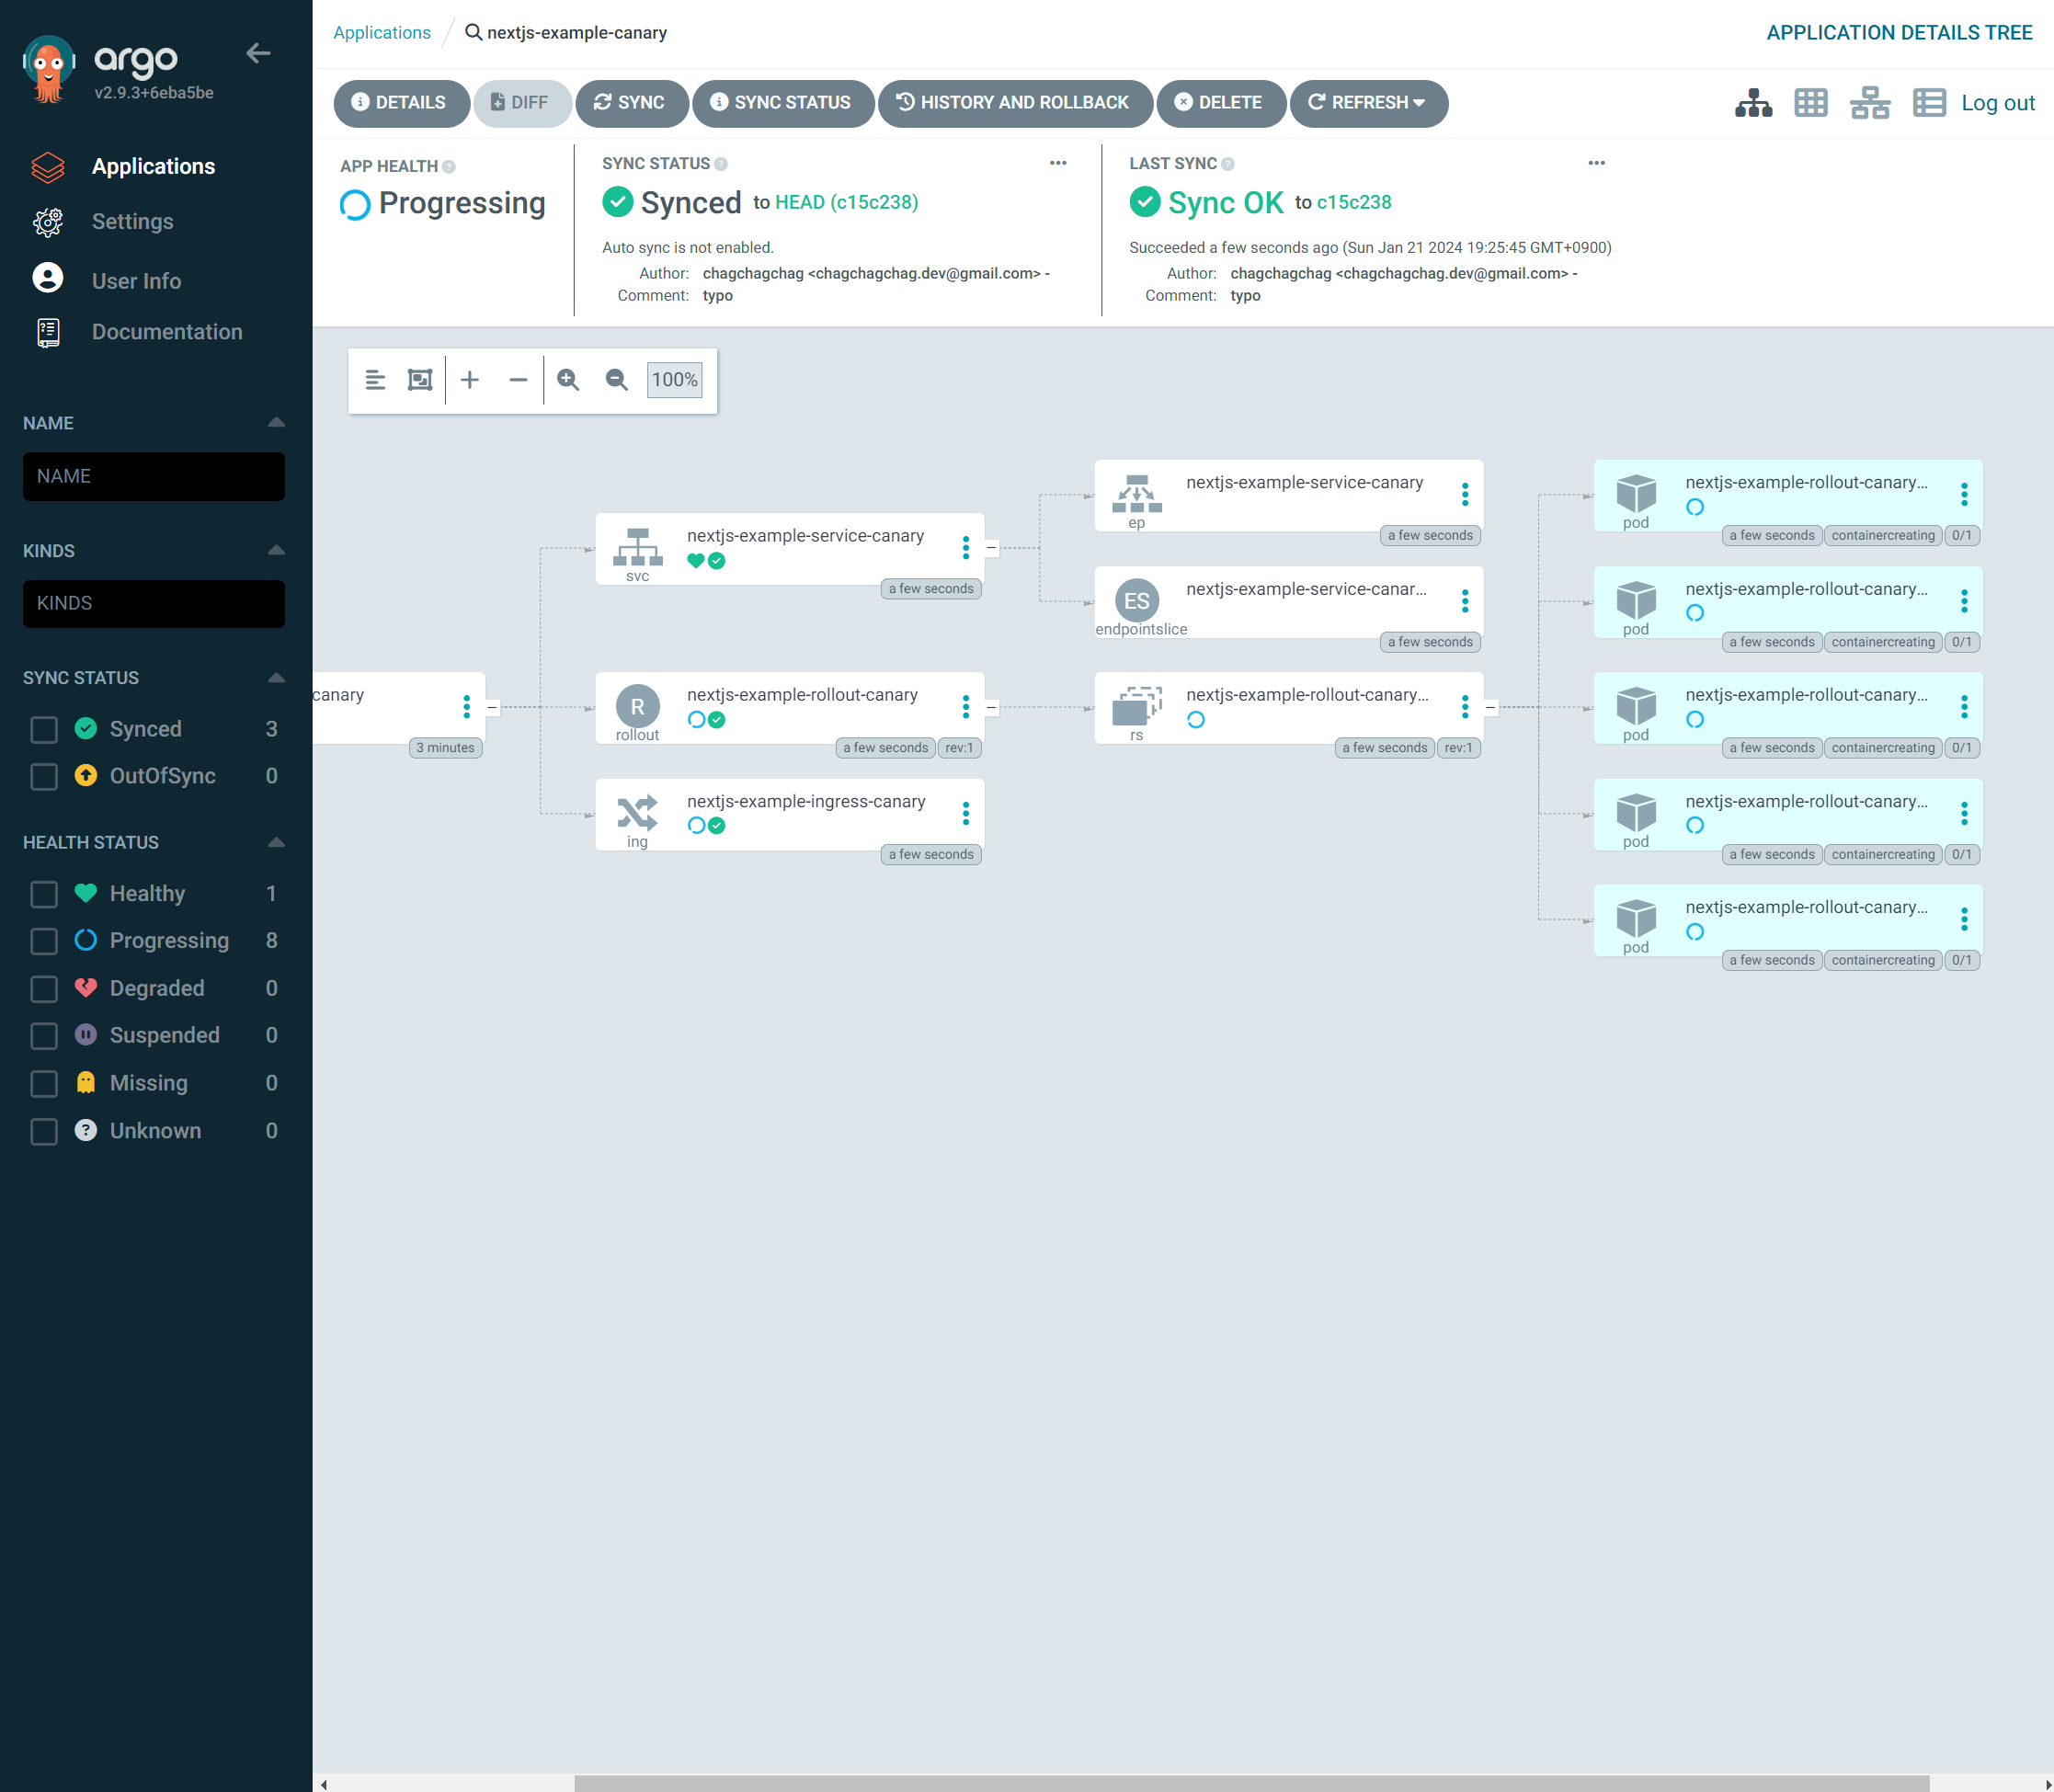 argo
v2.9.3+6eba5be
Applications
Settings
User Info
Documentation
NAME
NAME
KINDS
KINDS
SYNC STATUS
Synced 3
OutOfSync 0
HEALTH STATUS
Healthy 1
Progressing 8
Degraded 0
Suspended 0
Missing 0
Unknown 0
Applications / nextjs-example-canary
APPLICATION DETAILS TREE
DETAILS DIFF SYNC SYNC STATUS HISTORY AND ROLLBACK DELETE REFRESH
Log out
APP HEALTH
Progressing
SYNC STATUS
Synced to HEAD (c15c238)
Auto sync is not enabled.
Author: chagchagchag <chagchagchag.dev@gmail.com> -
Comment: typo
LAST SYNC
Sync OK to c15c238
Succeeded a few seconds ago (Sun Jan 21 2024 19:25:45 GMT+0900)
Author: chagchagchag <chagchagchag.dev@gmail.com> -
Comment: typo
100%
canary
3 minutes
nextjs-example-service-canary
svc
a few seconds
R
nextjs-example-rollout-canary
rollout
a few seconds rev:1
nextjs-example-ingress-canary
ing
a few seconds
nextjs-example-service-canary
ep
a few seconds
ES
nextjs-example-service-canar...
endpointslice
a few seconds
nextjs-example-rollout-canary...
rs
a few seconds rev:1
nextjs-example-rollout-canary...
pod
a few seconds containercreating 0/1
nextjs-example-rollout-canary...
pod
a few seconds containercreating 0/1
nextjs-example-rollout-canary...
pod
a few seconds containercreating 0/1
nextjs-example-rollout-canary...
pod
a few seconds containercreating 0/1
nextjs-example-rollout-canary...
pod
a few seconds containercreating 0/1